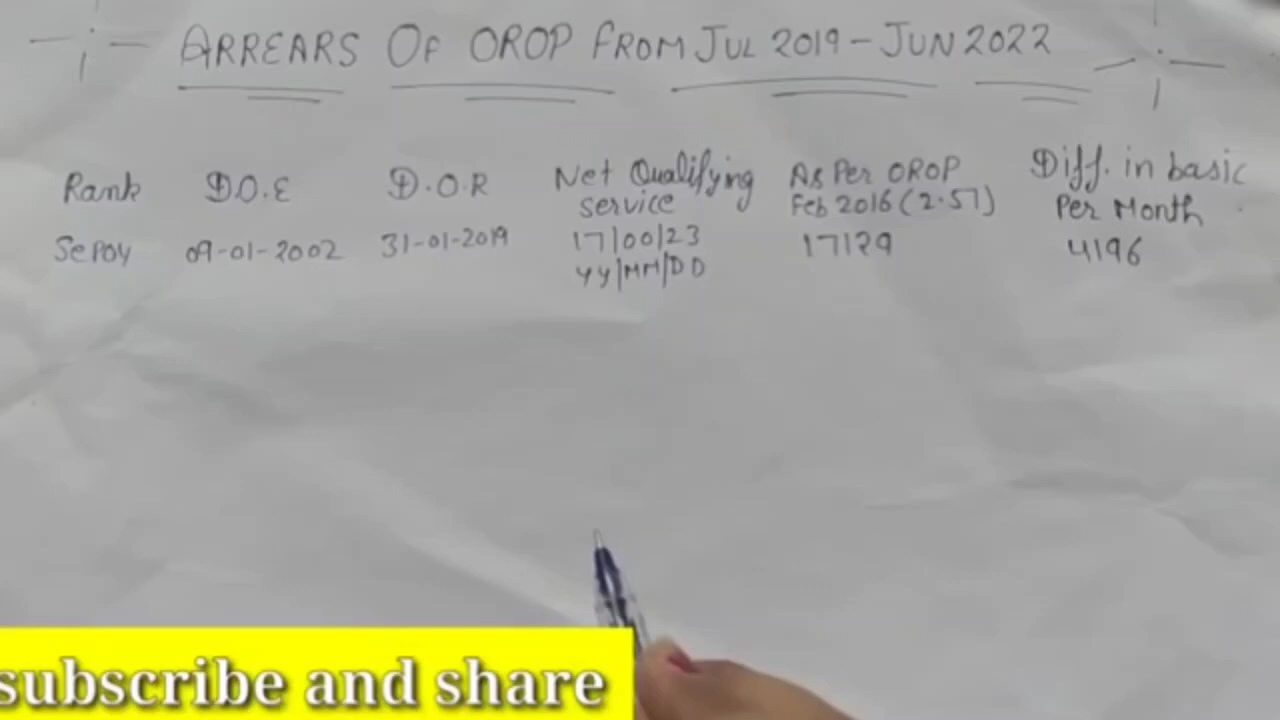 ARREARS OF OROP FROM JUL 2019 - JUN 2022
Rank D.O.E D.O.R Net Qualifying service As Per OROP Feb 2016 (2.57) Diff. in basic Per Month
Sepoy 09-01-2002 31-01-2019 17/00/23 17129 4196
YY/MM/DD
subscribe and share